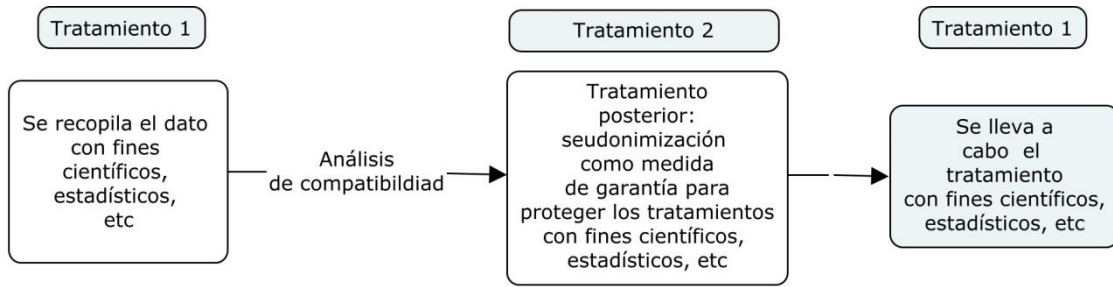 Tratamiento 1
Tratamiento 2
Tratamiento 1
Se recopila el dato
con fines
científicos,
estadísticos,
etc
Análisis
de compatibildiad
Tratamiento
posterior:
seudonimización
como medida
de garantía para
proteger los tratamientos
con fines científicos,
estadísticos, etc
Se lleva a
cabo el
tratamiento
con fines científicos,
estadísticos, etc